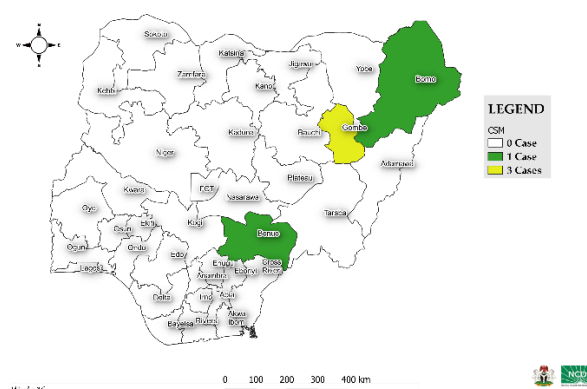 N
W E
S
Sokoto
Katsina
Jigawa
Yobe
Borno
Zamfara
Kano
Kebbi
Kaduna
Bauchi
Gombe
Niger
Adamawa
Plateau
FCT
Kwara
Nasarawa
Oyo
Taraba
Kogi
Ekiti
Osun
Benue
Ogun
Ondo
Edo
Lagos
Enugu
Cross
River
Ebonyi
Anambra
Delta
Imo
Abia
Akwa
Ibom
Rivers
Bayelsa
LEGEND
CSM
0 Case
1 Case
3 Cases
0 100 200 300 400 km
NCD